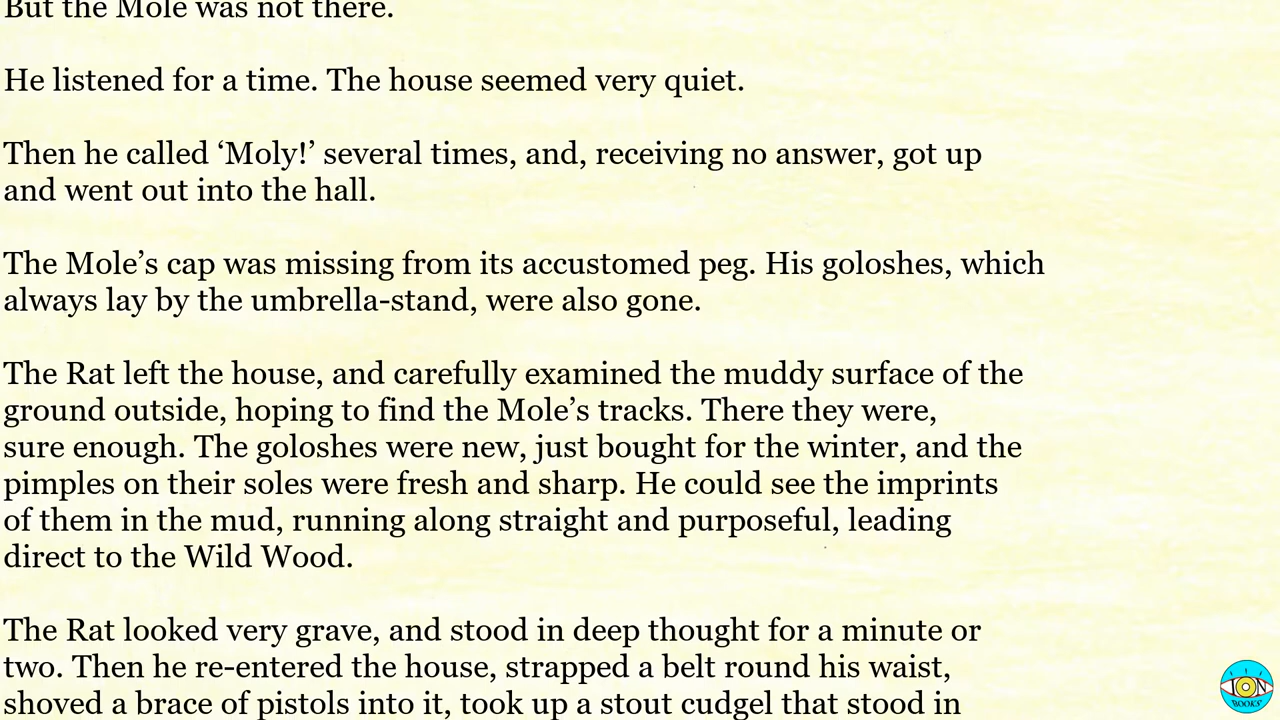 But the Mole was not there.
He listened for a time. The house seemed very quiet.
Then he called ‘Moly!’ several times, and, receiving no answer, got up
and went out into the hall.
The Mole’s cap was missing from its accustomed peg. His goloshes, which
always lay by the umbrella-stand, were also gone.
The Rat left the house, and carefully examined the muddy surface of the
ground outside, hoping to find the Mole’s tracks. There they were,
sure enough. The goloshes were new, just bought for the winter, and the
pimples on their soles were fresh and sharp. He could see the imprints
of them in the mud, running along straight and purposeful, leading
direct to the Wild Wood.
The Rat looked very grave, and stood in deep thought for a minute or
two. Then he re-entered the house, strapped a belt round his waist,
shoved a brace of pistols into it, took up a stout cudgel that stood in
ION
BOOKS